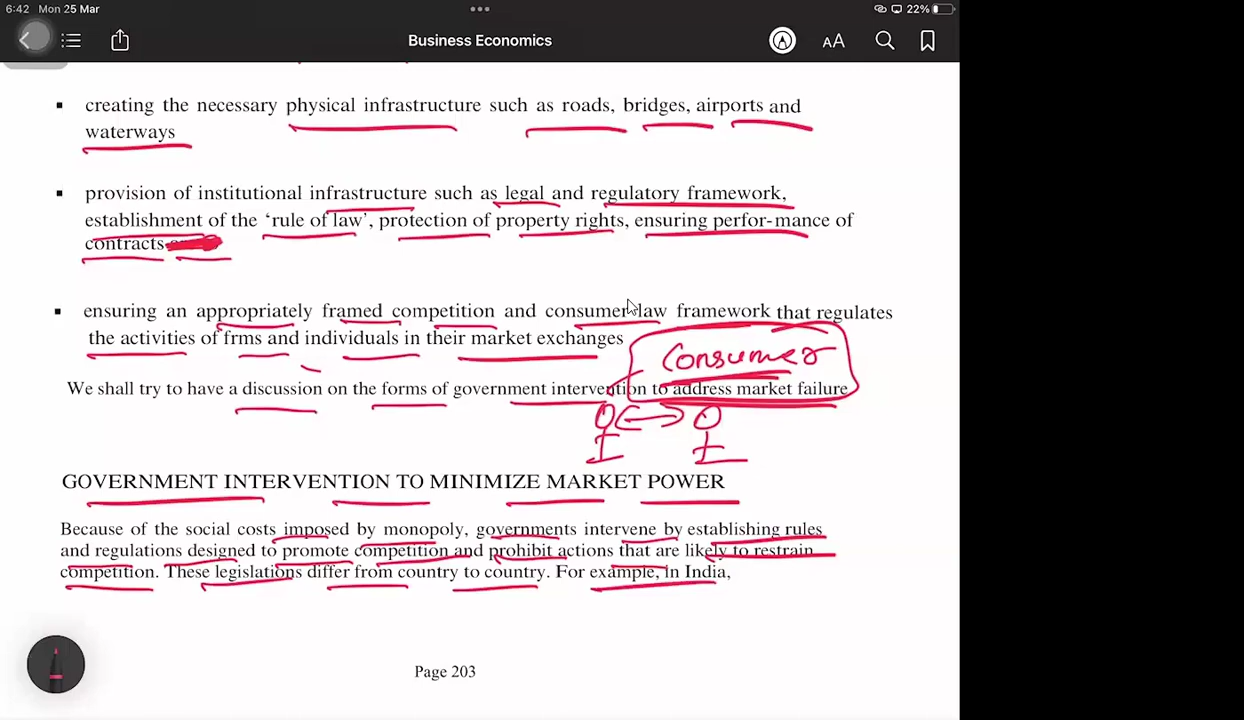 6:42 Mon 25 Mar
22%
Business Economics
AA
▪ creating the necessary physical infrastructure such as roads, bridges, airports and
waterways
▪ provision of institutional infrastructure such as legal and regulatory framework,
establishment of the ‘rule of law’, protection of property rights, ensuring perfor-mance of
contracts
▪ ensuring an appropriately framed competition and consumer law framework that regulates
the activities of frms and individuals in their market exchanges
Consumer
We shall try to have a discussion on the forms of government intervention to address market failure
GOVERNMENT INTERVENTION TO MINIMIZE MARKET POWER
Because of the social costs imposed by monopoly, governments intervene by establishing rules
and regulations designed to promote competition and prohibit actions that are likely to restrain
competition. These legislations differ from country to country. For example, in India,
Page 203